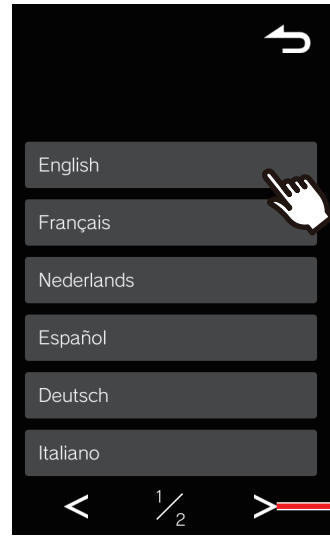 English
Français
Nederlands
Español
Deutsch
Italiano
< 1/2 >